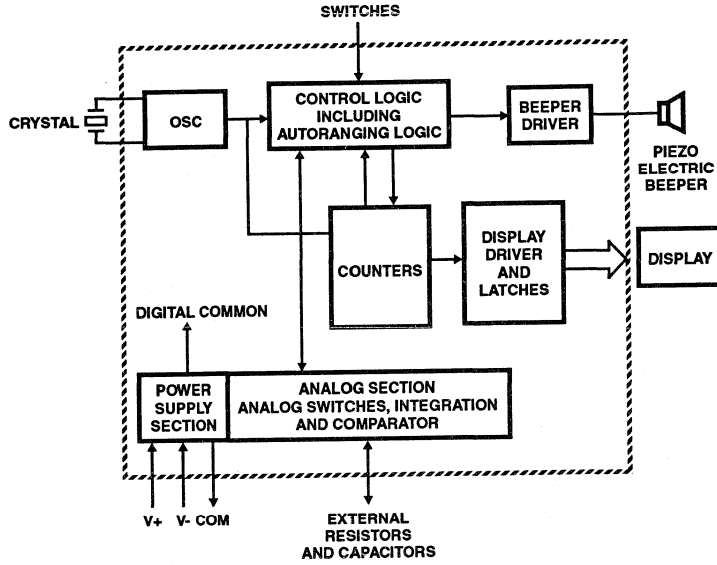 SWITCHES
CRYSTAL
OSC
CONTROL LOGIC
INCLUDING
AUTORANGING LOGIC
BEEPER
DRIVER
PIEZO
ELECTRIC
BEEPER
COUNTERS
DISPLAY
DRIVER
AND
LATCHES
DISPLAY
DIGITAL COMMON
POWER
SUPPLY
SECTION
ANALOG SECTION
ANALOG SWITCHES, INTEGRATION
AND COMPARATOR
V+
V-
COM
EXTERNAL
RESISTORS
AND CAPACITORS